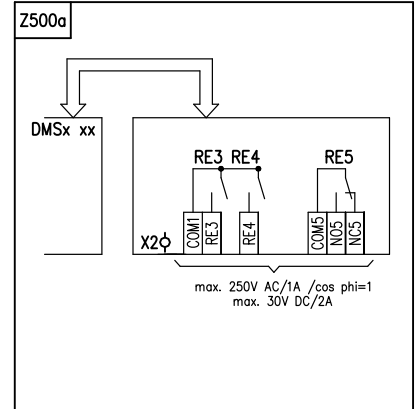 Z500a
DMSx xx
RE3 RE4 RE5
X2
COM1
RE3
RE4
COM5
NO5
NC5
max. 250V AC/1A /cos phi=1
max. 30V DC/2A